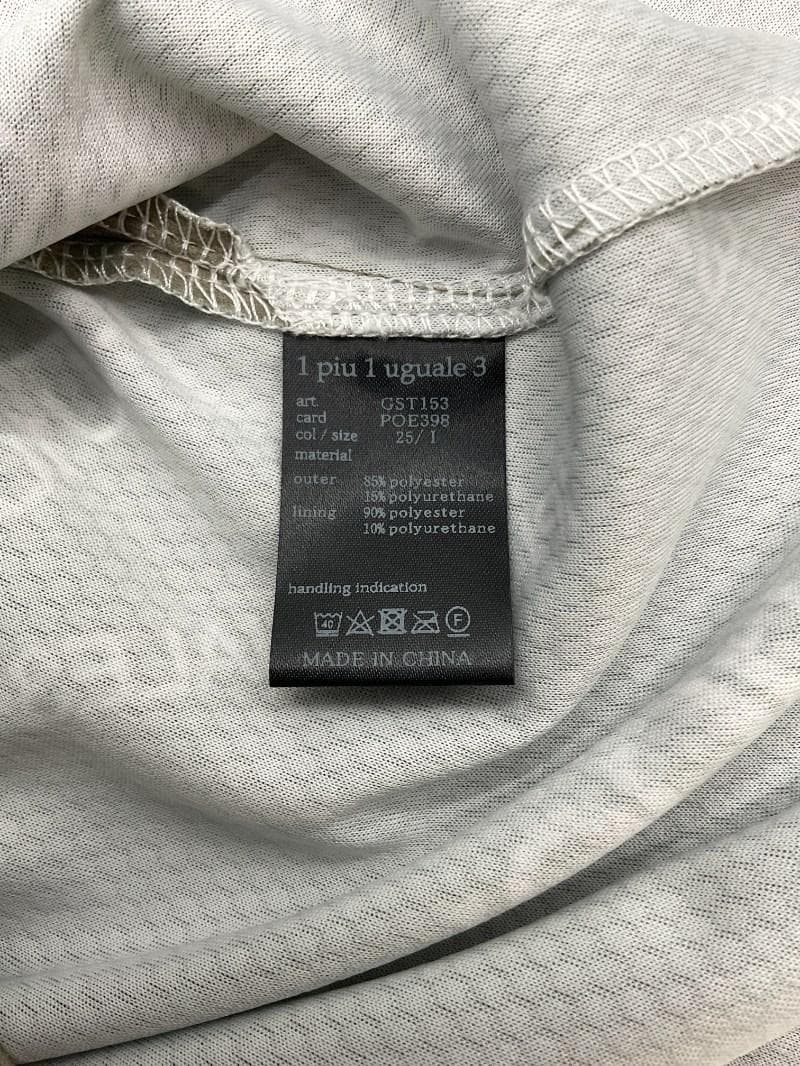 1 piu 1 uguale 3
art. GST153
card POE398
col / size 25/ I
material
outer 85% polyester
15% polyurethane
lining 90% polyester
10% polyurethane
handling indication
40 F
MADE IN CHINA